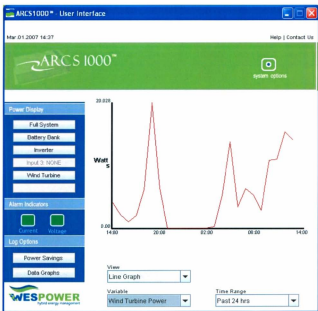 ARCS1000™ - User Interface
Mar.01.2007 14:37
Help | Contact Us
ARCS 1000™
system options
Power Display
Full System
Battery Bank
Inverter
Input 3: NONE
Wind Turbine
Alarm Indicators
Current Voltage
Log Options
Power Savings
Data Graphs
WESPOWER
hybrid energy management
20.028
Watt
s
0.00
14:00 20:00 02:00 08:00 14:00
View
Line Graph
Variable
Wind Turbine Power
Time Range
Past 24 hrs